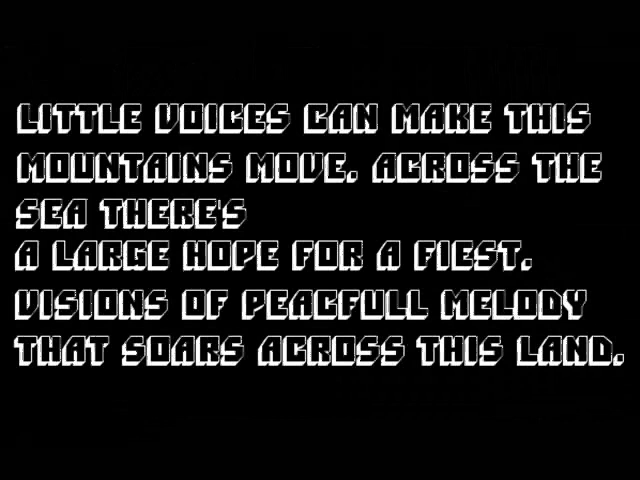 LITTLE VOICES CAN MAKE THIS
MOUNTAINS MOVE. ACROSS THE
SEA THERE'S
A LARGE HOPE FOR A FIEST.
VISIONS OF PEACFULL MELODY
THAT SOARS ACROSS THIS LAND.